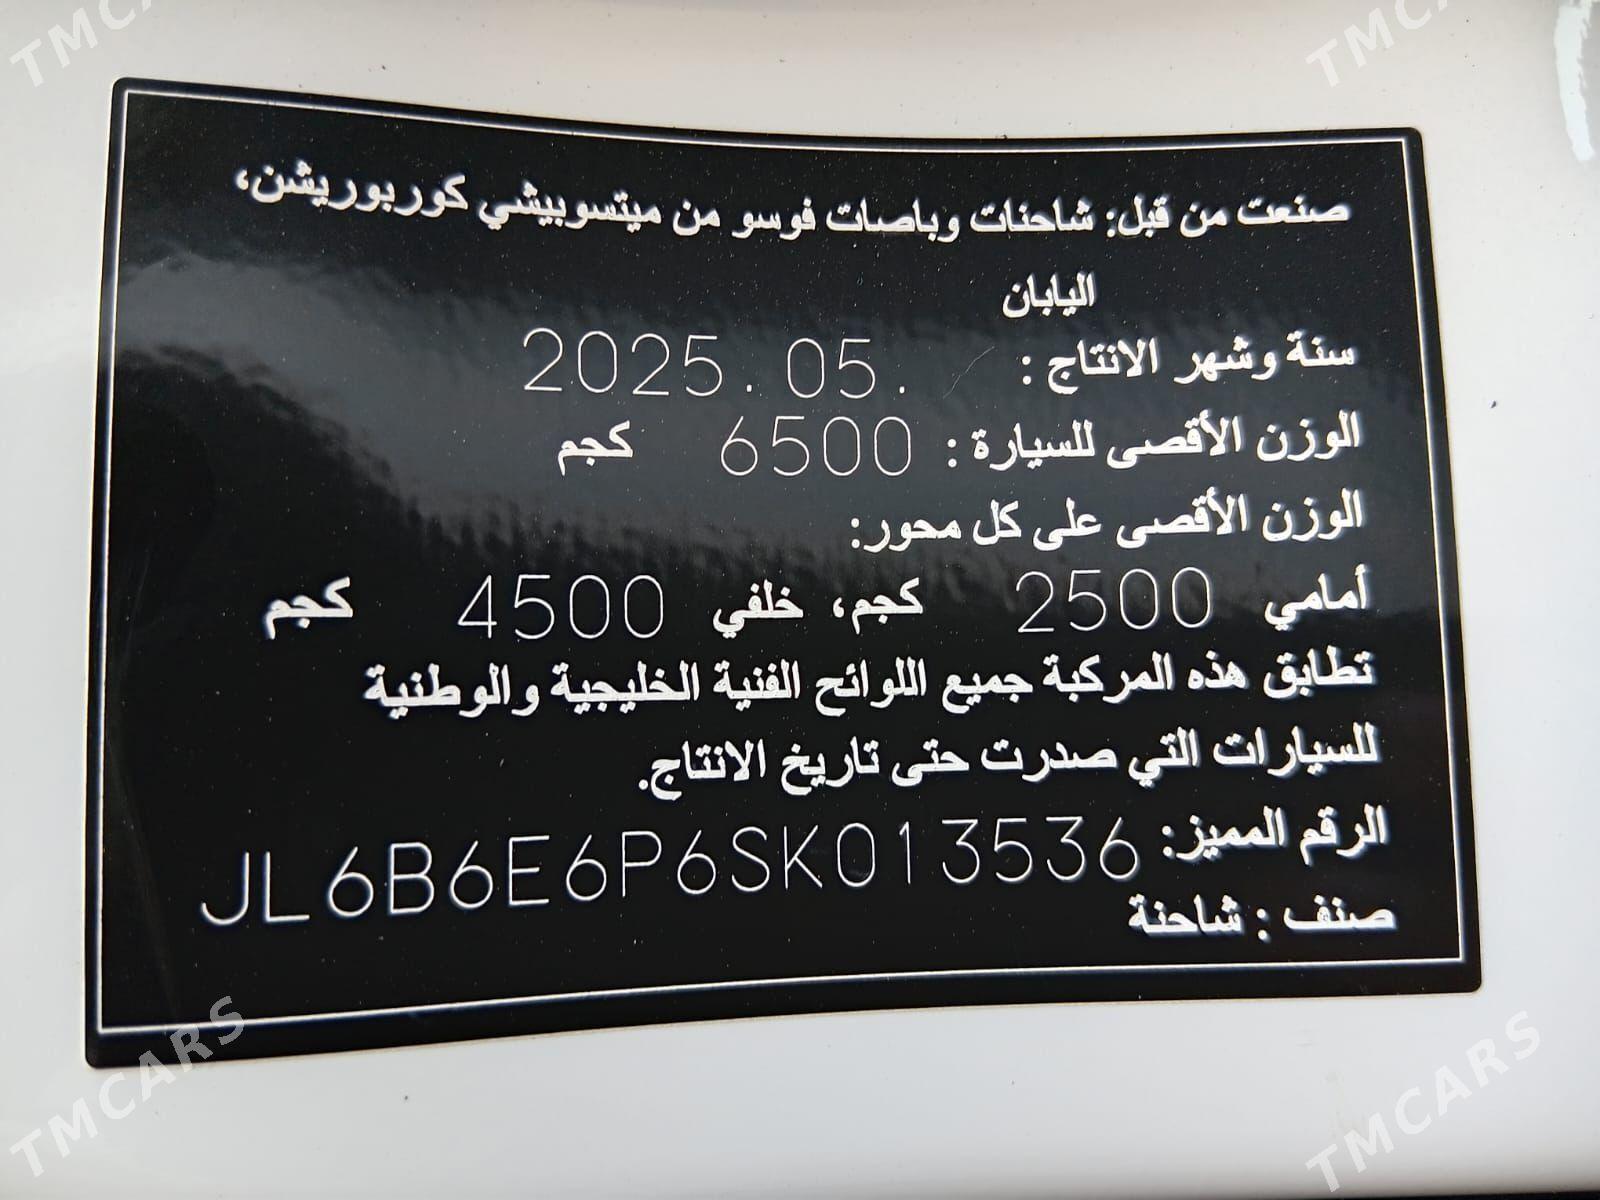 TMCARS
TMCARS
صنعت من قبل: شاحنات وباصات فوسو من ميتسوبيشي كوربوريشن،
اليابان
سنة وشهر الانتاج : 2025. 05.
الوزن الأقصى للسيارة : 6500 كجم
الوزن الأقصى على كل محور:
أمامي 2500 كجم، خلفي 4500 كجم
تطابق هذه المركبة جميع اللوائح الفنية الخليجية والوطنية
للسيارات التي صدرت حتى تاريخ الانتاج.
الرقم المميز: JL6B6E6P6SK013536
صنف : شاحنة
TMCARS
TMCARS